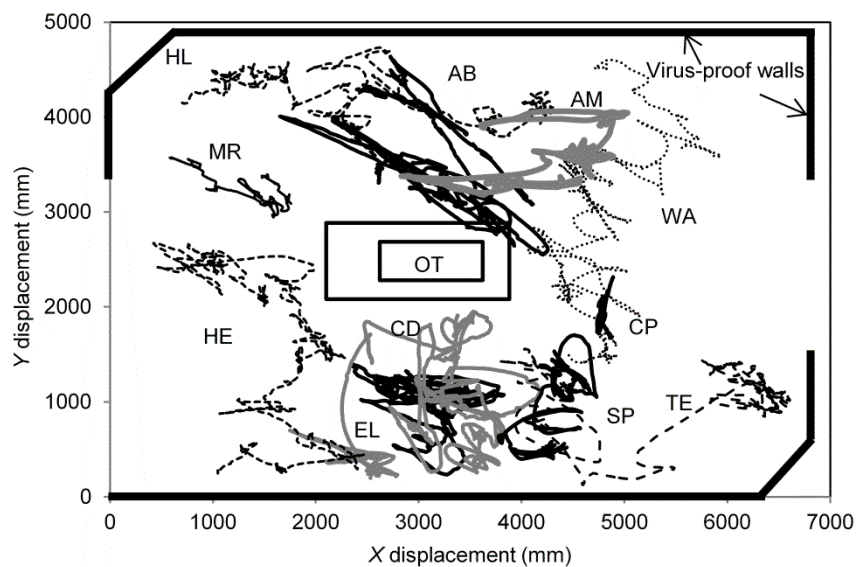 5000
4000
3000
2000
1000
0
Y displacement (mm)
HL
AB
AM
Virus-proof walls
MR
WA
OT
HE
CD
CP
EL
SP
TE
0
1000
2000
3000
4000
5000
6000
7000
X displacement (mm)